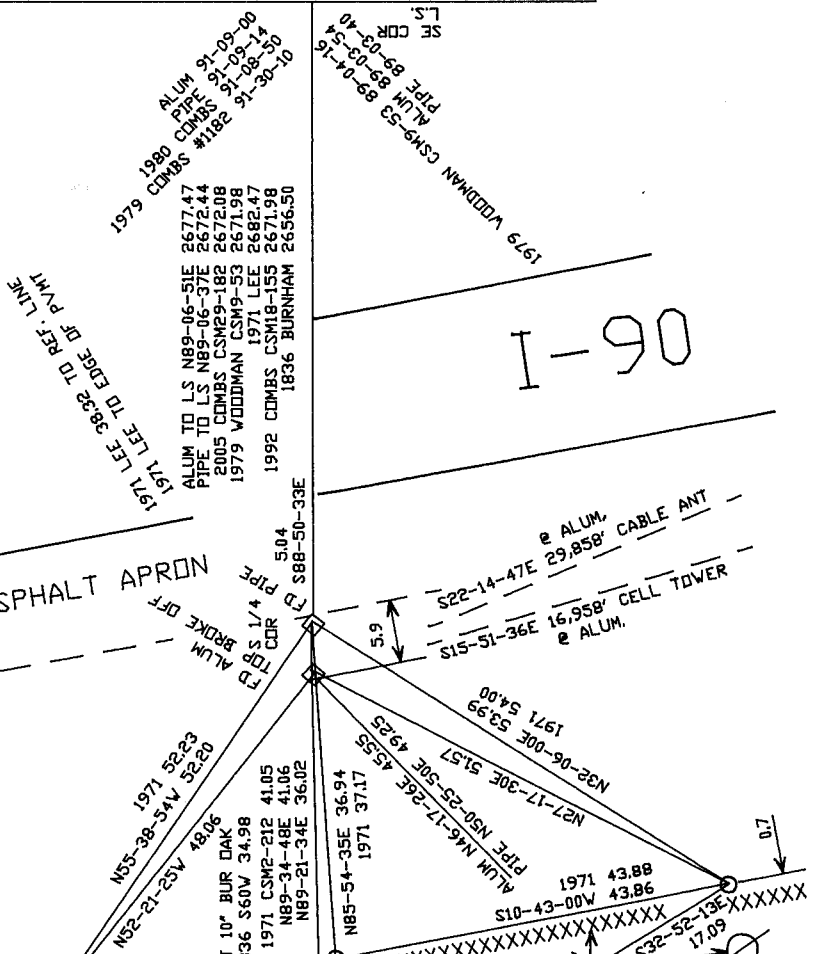 SE COR
L.S.
ALUM 91-09-00
PIPE 91-09-14
1980 COMBS 91-08-50
1979 COMBS #1182 91-30-10
89-03-40
PIPE 89-03-54
ALUM 89-04-16
1979 WOODMAN CSM9-53
ALUM TO LS N89-06-51E 2677.47
PIPE TO LS N89-06-37E 2672.44
2005 COMBS CSM29-182 2672.08
1979 WOODMAN CSM9-53 2671.98
1971 LEE 2682.47
1992 COMBS CSM18-155 2671.98
1836 BURNHAM 2656.50
1971 LEE 38.32 TO REF. LINE
1971 LEE TO EDGE OF PVMT
I-90
5.04
S88-50-33E
SPHALT APRON
FD PIPE
S 1/4
COR
FD ALUM
TOP BROKE OFF
@ ALUM.
S22-14-47E 29,858' CABLE ANT
S15-51-36E 16,958' CELL TOWER
@ ALUM.
5.9
1971 54.00
N32-06-00E 53.99
N27-17-30E 51.57
PIPE N50-25-50E 49.25
ALUM N46-17-26E 45.55
1971 52.23
N55-38-54W 52.20
N52-21-25W 48.06
10" BUR OAK
36 S60W 34.98
1971 CSM2-212 41.05
N89-34-48E 41.06
N89-21-34E 36.02
N85-54-35E 36.94
1971 37.17
1971 43.88
S10-43-00W 43.86
0.7
XXXXXXXXXXXXXXXXXXXXXX
XXXXXX
S32-52-13E
17.09